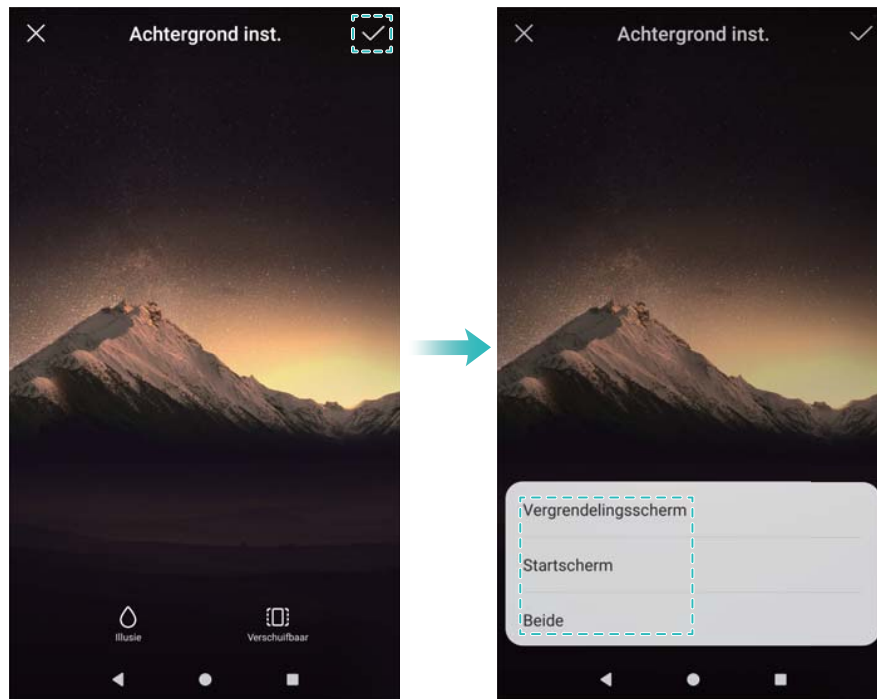 Achtergrond inst.
Illusie
Verschuifbaar
Achtergrond inst.
Vergrendelingsscherm
Startscherm
Beide